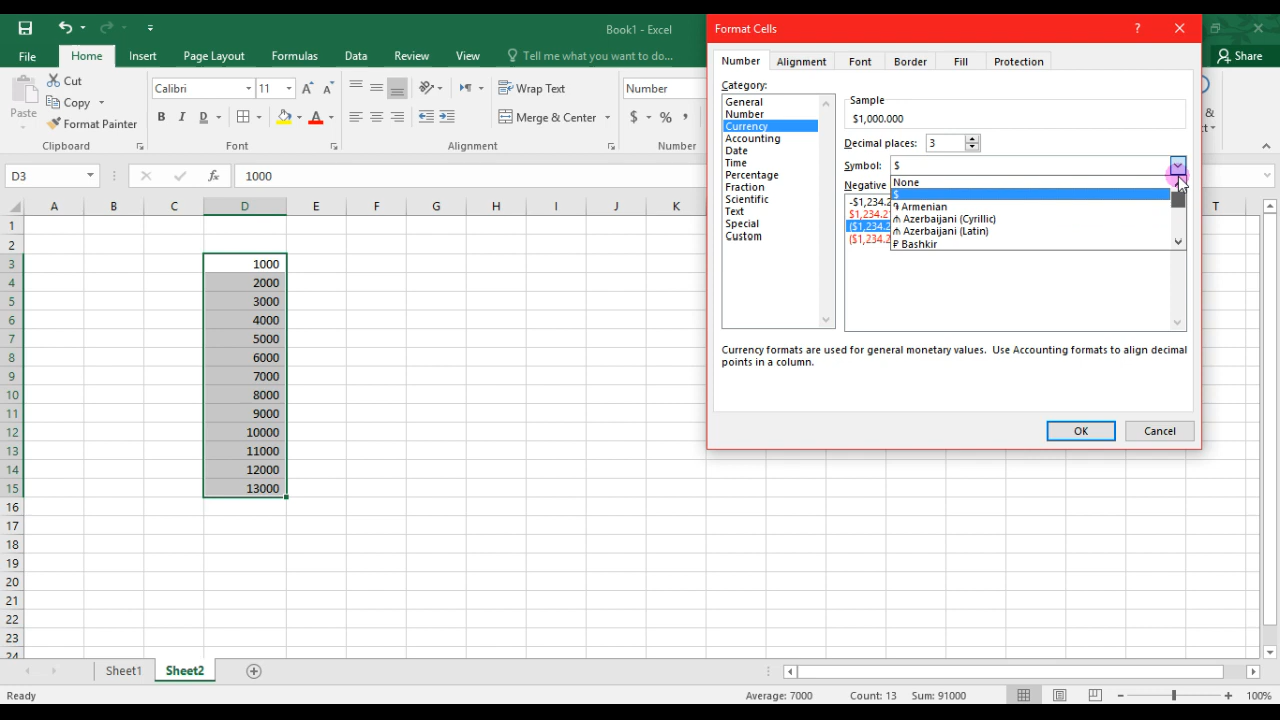 Book1 - Excel
Format Cells
File Home Insert Page Layout Formulas Data Review View Tell me what you want to do...
Share
Paste
Cut
Copy
Format Painter
Clipboard
Calibri 11
B I D A
Font
Wrap Text
Merge & Center
Alignment
Number
$ % ,
Number
&
D3 fx 1000
A B C D E F G H I J K T
1
2
3 1000
4 2000
5 3000
6 4000
7 5000
8 6000
9 7000
10 8000
11 9000
12 10000
13 11000
14 12000
15 13000
16
17
18
19
20
21
22
23
24
Number Alignment Font Border Fill Protection
Category:
General
Number
Currency
Accounting
Date
Time
Percentage
Fraction
Scientific
Text
Special
Custom
Sample
$1,000.000
Decimal places: 3
Symbol: $
Negative
-$1,234.2
$1,234.2
($1,234.2
($1,234.2
None
$
֏ Armenian
₼ Azerbaijani (Cyrillic)
₼ Azerbaijani (Latin)
₽ Bashkir
Currency formats are used for general monetary values. Use Accounting formats to align decimal
points in a column.
OK Cancel
Sheet1 Sheet2
Ready Average: 7000 Count: 13 Sum: 91000 100%